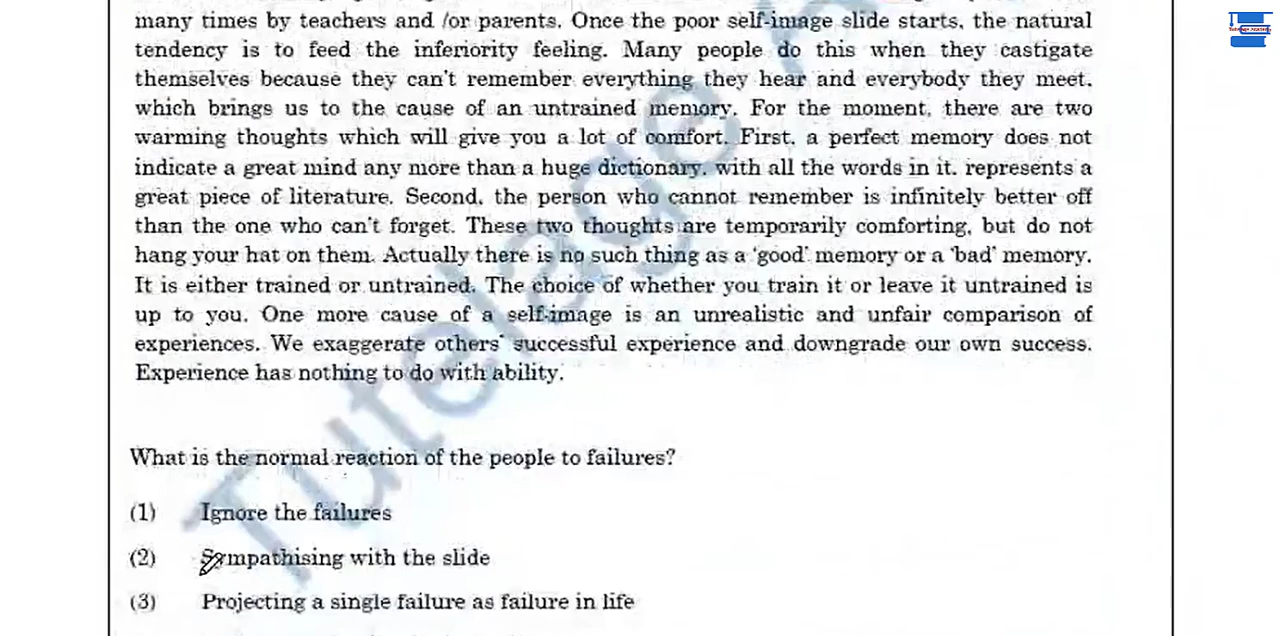 many times by teachers and /or parents. Once the poor self-image slide starts, the natural
tendency is to feed the inferiority feeling. Many people do this when they castigate
themselves because they can't remember everything they hear and everybody they meet.
which brings us to the cause of an untrained memory. For the moment, there are two
warming thoughts which will give you a lot of comfort. First, a perfect memory does not
indicate a great mind any more than a huge dictionary, with all the words in it, represents a
great piece of literature. Second, the person who cannot remember is infinitely better off
than the one who can't forget. These two thoughts are temporarily comforting, but do not
hang your hat on them. Actually there is no such thing as a 'good' memory or a 'bad' memory.
It is either trained or untrained. The choice of whether you train it or leave it untrained is
up to you. One more cause of a self-image is an unrealistic and unfair comparison of
experiences. We exaggerate others' successful experience and downgrade our own success.
Experience has nothing to do with ability.
What is the normal reaction of the people to failures?
(1) Ignore the failures
(2) Sympathising with the slide
(3) Projecting a single failure as failure in life
Tutelage